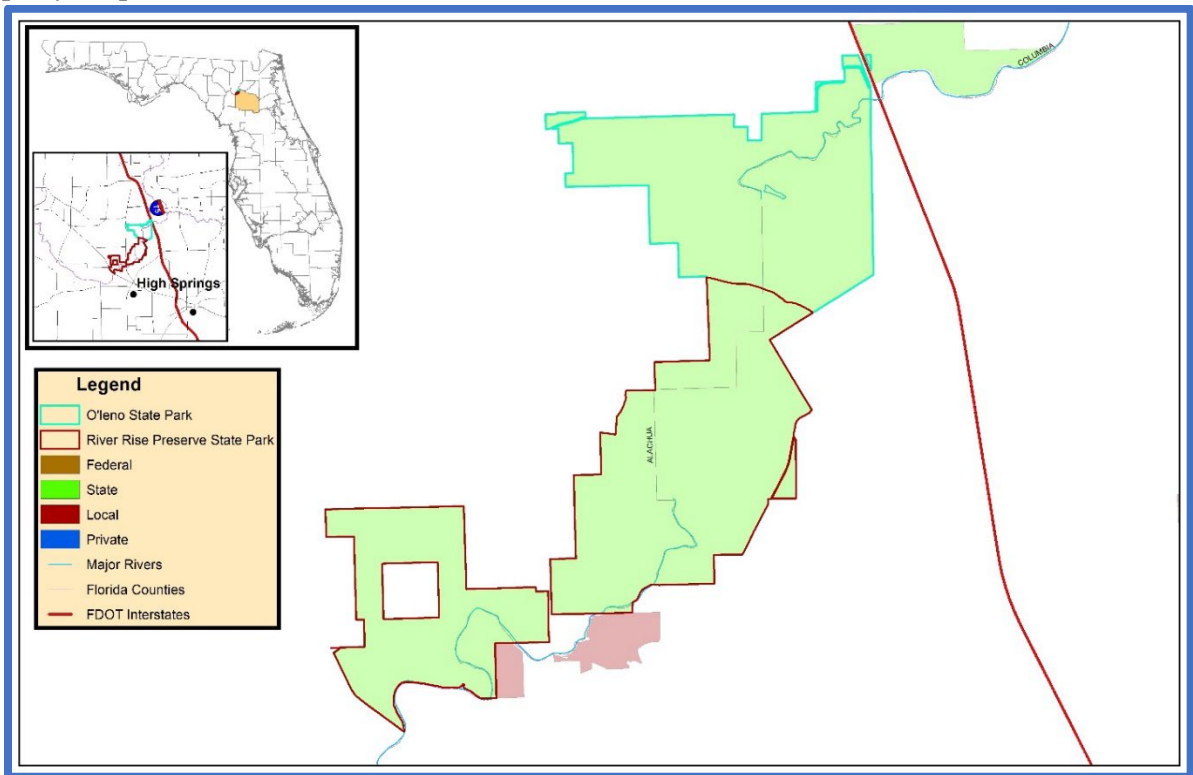 COLUMBIA
75
High Springs
ALACHUA
Legend
O'leno State Park
River Rise Preserve State Park
Federal
State
Local
Private
Major Rivers
Florida Counties
FDOT Interstates